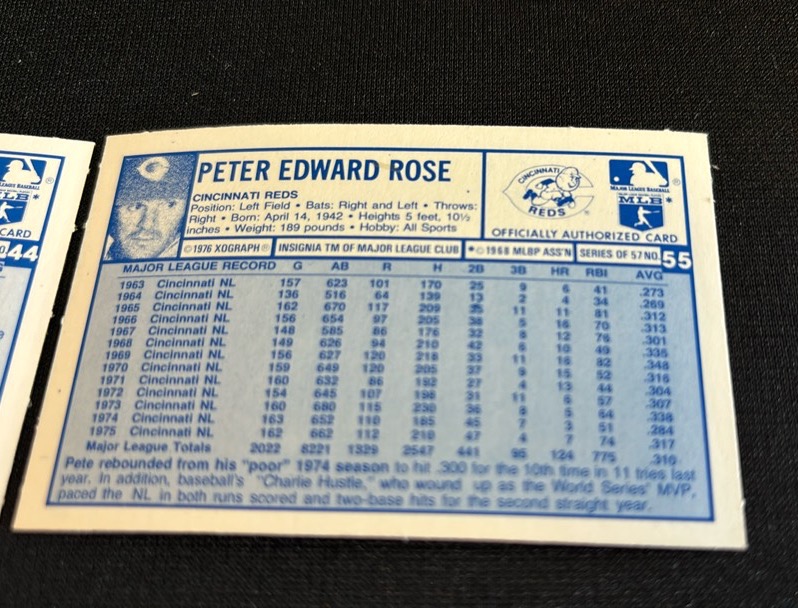 PETER EDWARD ROSE
CINCINNATI REDS
Position: Left Field • Bats: Right and Left • Throws:
Right • Born: April 14, 1942 • Heights 5 feet, 10½
inches • Weight: 189 pounds • Hobby: All Sports
CINCINNATI
REDS
®
MAJOR LEAGUE BASEBALL
®
MLB
OFFICIALLY AUTHORIZED CARD
© 1976 XOGRAPH ® INSIGNIA TM OF MAJOR LEAGUE CLUB *© 1968 MLBP ASS'N SERIES OF 57 NO. 55
MAJOR LEAGUE RECORD G AB R H 2B 3B HR RBI AVG
1963 Cincinnati NL 157 623 101 170 25 9 6 41 .273
1964 Cincinnati NL 136 516 64 139 13 2 4 34 .269
1965 Cincinnati NL 162 670 117 209 35 11 11 81 .312
1966 Cincinnati NL 156 654 97 205 38 5 16 70 .313
1967 Cincinnati NL 148 585 86 176 32 8 12 76 .301
1968 Cincinnati NL 149 626 94 210 42 6 10 49 .335
1969 Cincinnati NL 156 627 120 218 33 11 16 82 .348
1970 Cincinnati NL 159 649 120 205 37 9 15 52 .316
1971 Cincinnati NL 160 632 86 192 27 4 13 44 .304
1972 Cincinnati NL 154 645 107 198 31 11 6 57 .307
1973 Cincinnati NL 160 680 115 230 36 8 5 64 .338
1974 Cincinnati NL 163 652 110 185 45 7 3 51 .284
1975 Cincinnati NL 162 662 112 210 47 4 7 74 .317
Major League Totals 2022 8221 1329 2547 441 95 124 775 .310
Pete rebounded from his "poor" 1974 season to hit .300 for the 10th time in 11 tries last
year. In addition, baseball's "Charlie Hustle," who wound up as the World Series' MVP,
paced the NL in both runs scored and two-base hits for the second straight year.
LEAGUE BASEBALL
®
MLB
CARD
44